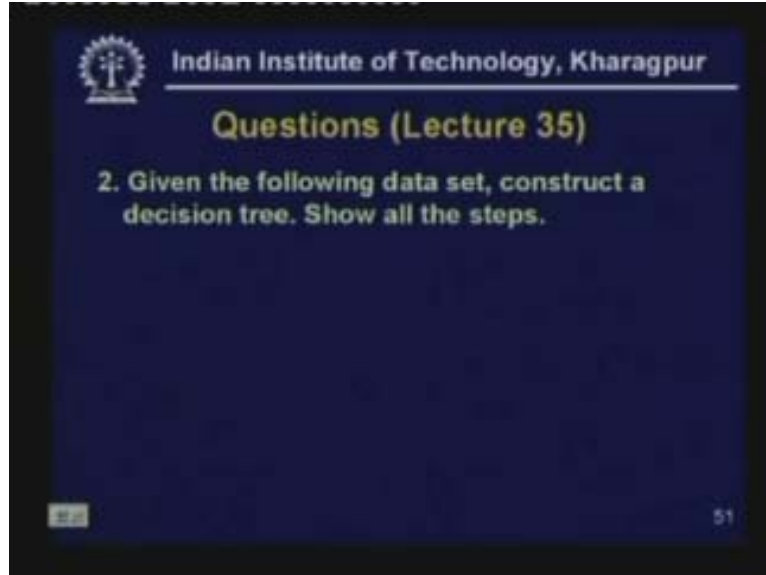 Indian Institute of Technology, Kharagpur
Questions (Lecture 35)
2. Given the following data set, construct a
decision tree. Show all the steps.
51